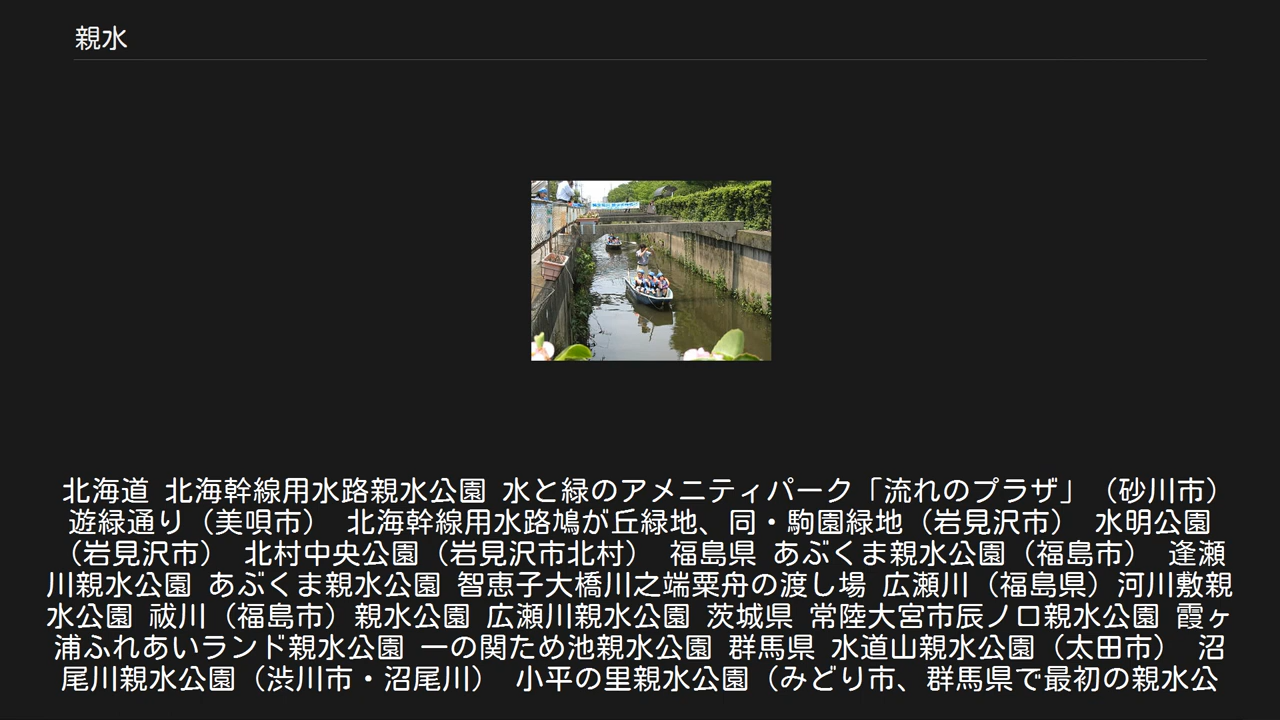 親水
北海道 北海幹線用水路親水公園 水と緑のアメニティパーク「流れのプラザ」（砂川市）
遊緑通り（美唄市） 北海幹線用水路鳩が丘緑地、同・駒園緑地（岩見沢市） 水明公園
（岩見沢市） 北村中央公園（岩見沢市北村） 福島県 あぶくま親水公園（福島市） 逢瀬
川親水公園 あぶくま親水公園 智恵子大橋川之端粟舟の渡し場 広瀬川（福島県）河川敷親
水公園 祓川（福島市）親水公園 広瀬川親水公園 茨城県 常陸大宮市辰ノ口親水公園 霞ヶ
浦ふれあいランド親水公園 一の関ため池親水公園 群馬県 水道山親水公園（太田市） 沼
尾川親水公園（渋川市・沼尾川） 小平の里親水公園（みどり市、群馬県で最初の親水公